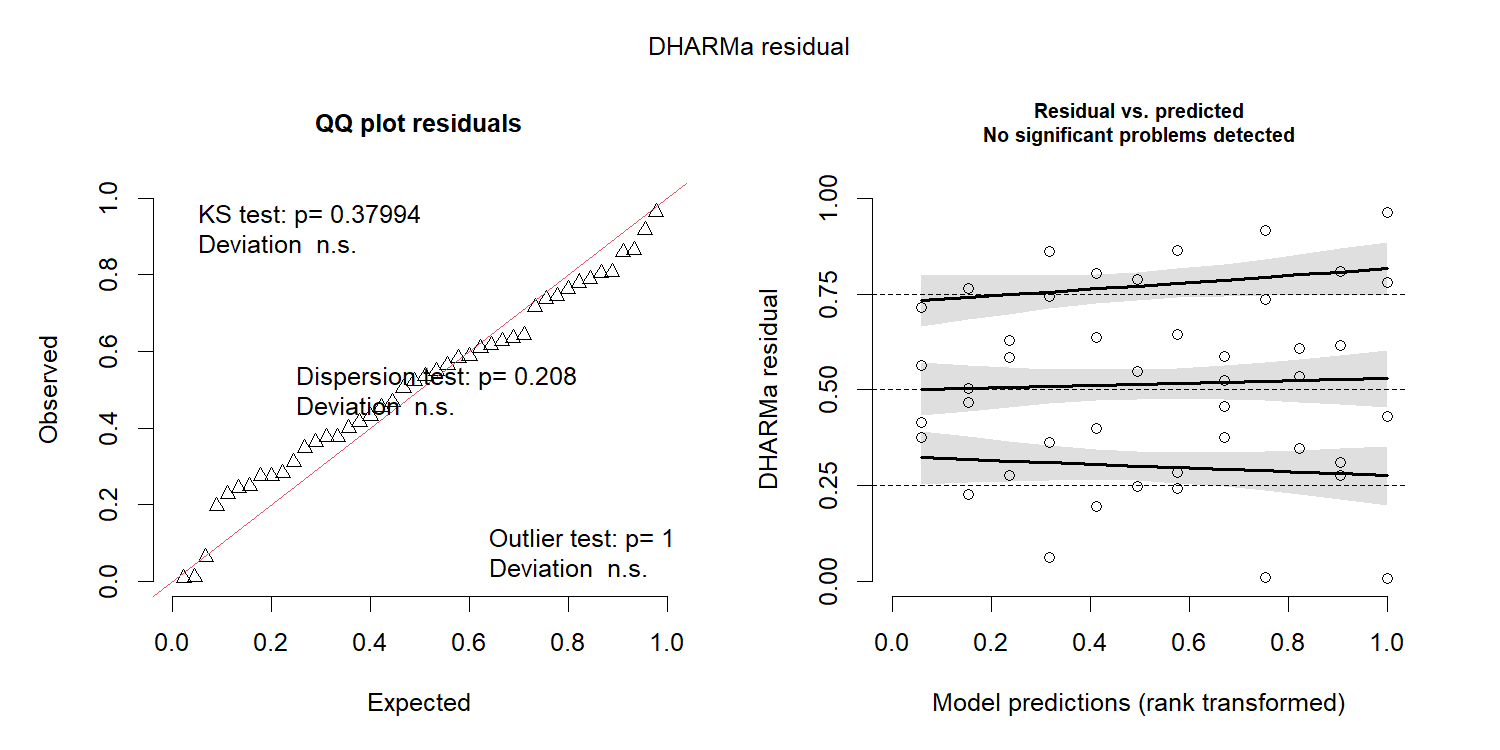 DHARMa residual
QQ plot residuals
KS test: p= 0.37994
Deviation n.s.
Dispersion test: p= 0.208
Deviation n.s.
Outlier test: p= 1
Deviation n.s.
Observed
0.0 0.2 0.4 0.6 0.8 1.0
0.0 0.2 0.4 0.6 0.8 1.0
Expected
Residual vs. predicted
No significant problems detected
DHARMa residual
0.00 0.25 0.50 0.75 1.00
0.0 0.2 0.4 0.6 0.8 1.0
Model predictions (rank transformed)